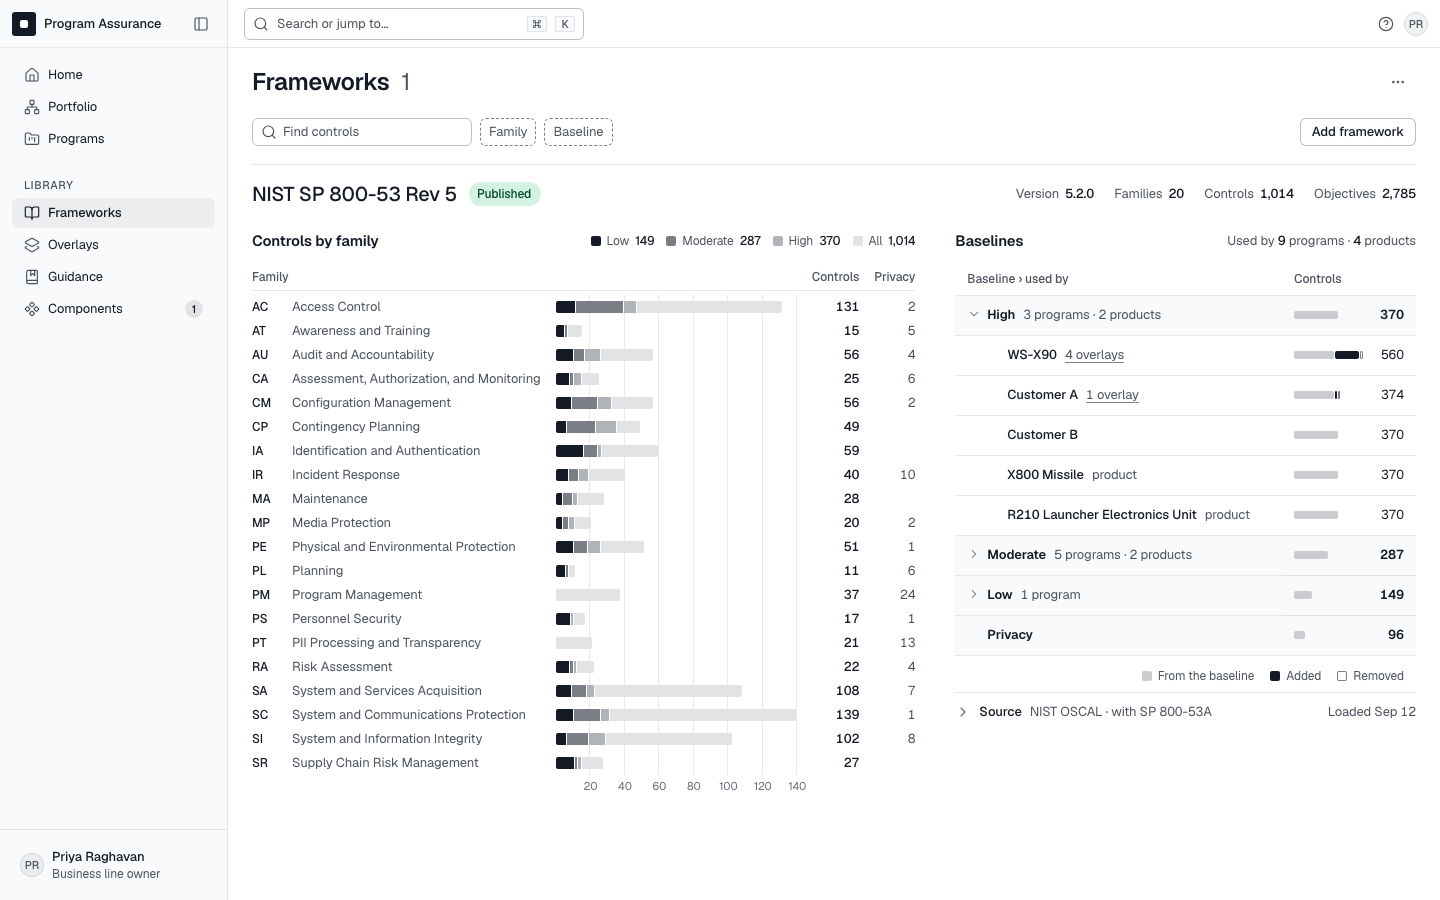 Program Assurance
Search or jump to...
⌘ K
PR
Home
Portfolio
Programs
LIBRARY
Frameworks
Overlays
Guidance
Components 1
PR
Priya Raghavan
Business line owner
Frameworks 1
Find controls
Family
Baseline
Add framework
NIST SP 800-53 Rev 5 Published
Version 5.2.0 Families 20 Controls 1,014 Objectives 2,785
Controls by family
Low 149 Moderate 287 High 370 All 1,014
Family Controls Privacy
AC Access Control 131 2
AT Awareness and Training 15 5
AU Audit and Accountability 56 4
CA Assessment, Authorization, and Monitoring 25 6
CM Configuration Management 56 2
CP Contingency Planning 49
IA Identification and Authentication 59
IR Incident Response 40 10
MA Maintenance 28
MP Media Protection 20 2
PE Physical and Environmental Protection 51 1
PL Planning 11 6
PM Program Management 37 24
PS Personnel Security 17 1
PT PII Processing and Transparency 21 13
RA Risk Assessment 22 4
SA System and Services Acquisition 108 7
SC System and Communications Protection 139 1
SI System and Information Integrity 102 8
SR Supply Chain Risk Management 27
20 40 60 80 100 120 140
Baselines
Used by 9 programs · 4 products
Baseline › used by Controls
High 3 programs · 2 products 370
WS-X90 4 overlays 560
Customer A 1 overlay 374
Customer B 370
X800 Missile product 370
R210 Launcher Electronics Unit product 370
Moderate 5 programs · 2 products 287
Low 1 program 149
Privacy 96
From the baseline Added Removed
Source NIST OSCAL · with SP 800-53A Loaded Sep 12